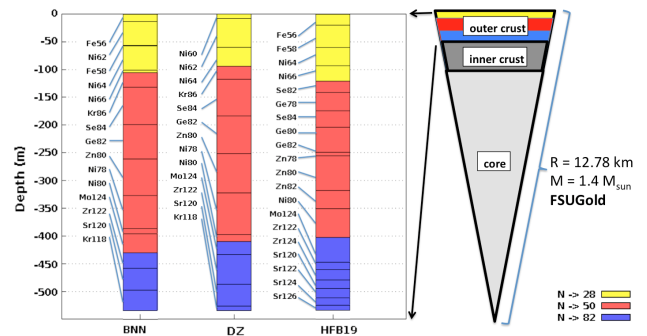 Depth {m}
0
-50
-100
-150
-200
-250
-300
-350
-400
-450
-500
Fe56
Ni62
Fe58
Ni64
Ni66
Kr86
Se84
Ge82
Zn80
Ni78
Ni80
Mo124
Zr122
Sr120
Kr118
BNN
Ni60
Ni62
Ni64
Kr86
Se84
Ge82
Zn80
Ni78
Ni80
Mo124
Zr122
Sr120
Kr118
DZ
Fe56
Fe58
Ni64
Ni66
Se82
Ge78
Se84
Ge80
Ge82
Zn78
Zn80
Zn82
Ni80
Mo124
Zr124
Sr120
Sr122
Sr124
Sr126
HFB19
outer crust
inner crust
core
R = 12.78 km
M = 1.4 Msun
FSUGold
N -> 28
N -> 50
N -> 82